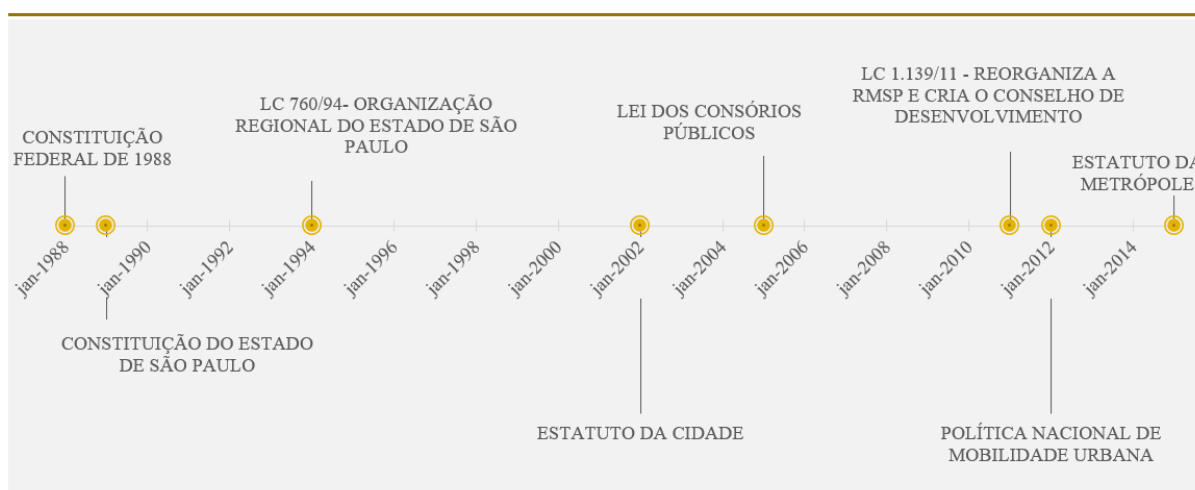 CONSTITUIÇÃO
FEDERAL DE 1988
LC 760/94- ORGANIZAÇÃO
REGIONAL DO ESTADO DE SÃO
PAULO
LEI DOS CONSÓRIOS
PÚBLICOS
LC 1.139/11 - REORGANIZA A
RMSP E CRIA O CONSELHO DE
DESENVOLVIMENTO
ESTATUTO DA
METRÓPOLE
jan-1988
jan-1990
jan-1992
jan-1994
jan-1996
jan-1998
jan-2000
jan-2002
jan-2004
jan-2006
jan-2008
jan-2010
jan-2012
jan-2014
CONSTITUIÇÃO DO ESTADO
DE SÃO PAULO
ESTATUTO DA CIDADE
POLÍTICA NACIONAL DE
MOBILIDADE URBANA